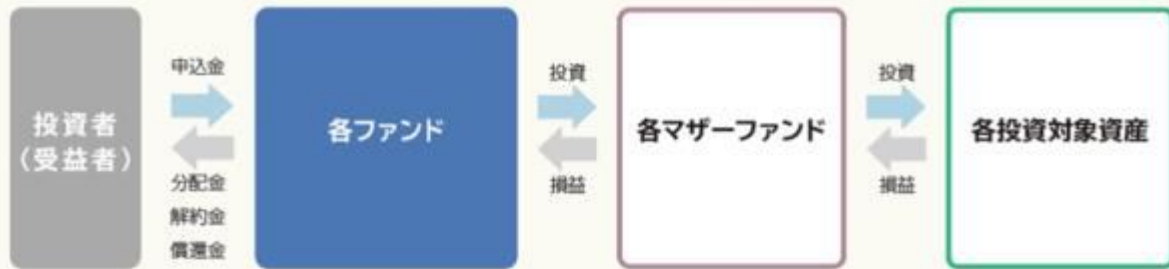 投資者
（受益者）
申込金
分配金
解約金
償還金
各ファンド
投資
損益
各マザーファンド
投資
損益
各投資対象資産